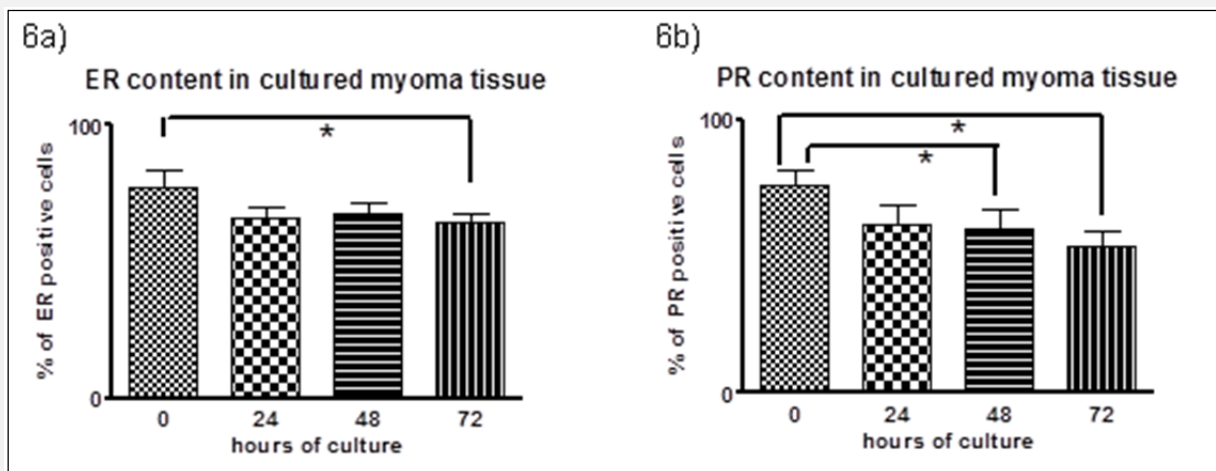 6a)
ER content in cultured myoma tissue
100
*
% of ER positive cells
0
0 24 48 72
hours of culture
6b)
PR content in cultured myoma tissue
100
*
*
% of PR positive cells
0
0 24 48 72
hours of culture